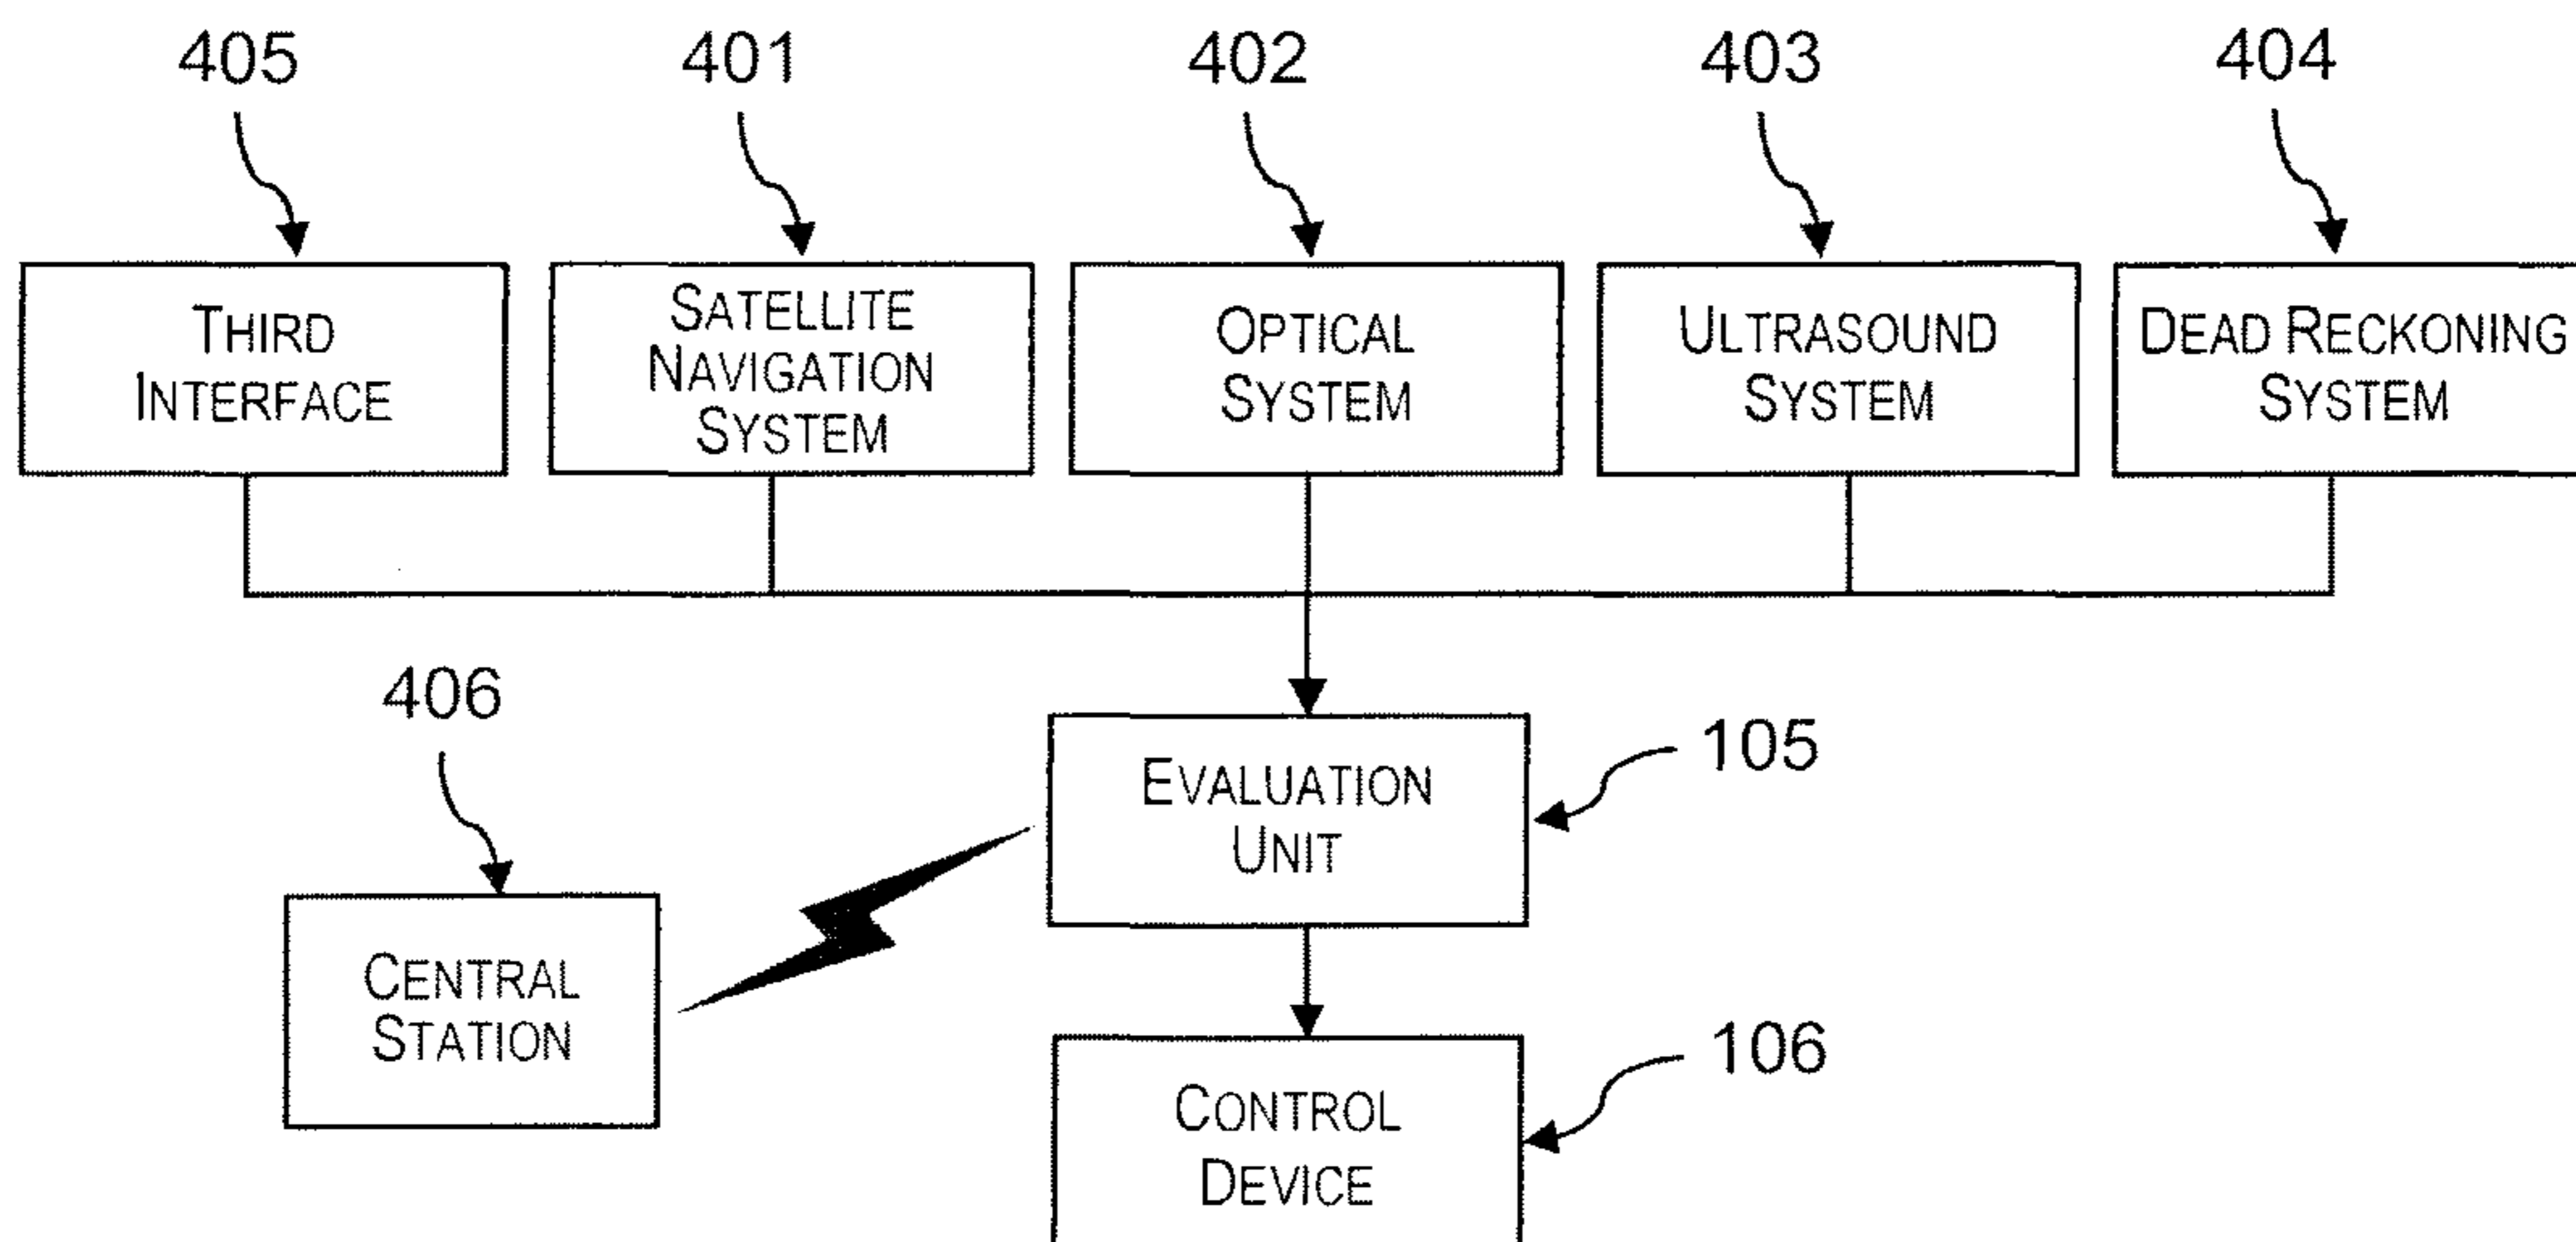 405 401 402 403 404
THIRD
INTERFACE
SATELLITE
NAVIGATION
SYSTEM
OPTICAL
SYSTEM
ULTRASOUND
SYSTEM
DEAD RECKONING
SYSTEM
406
105
EVALUATION
UNIT
CENTRAL
STATION
106
CONTROL
DEVICE